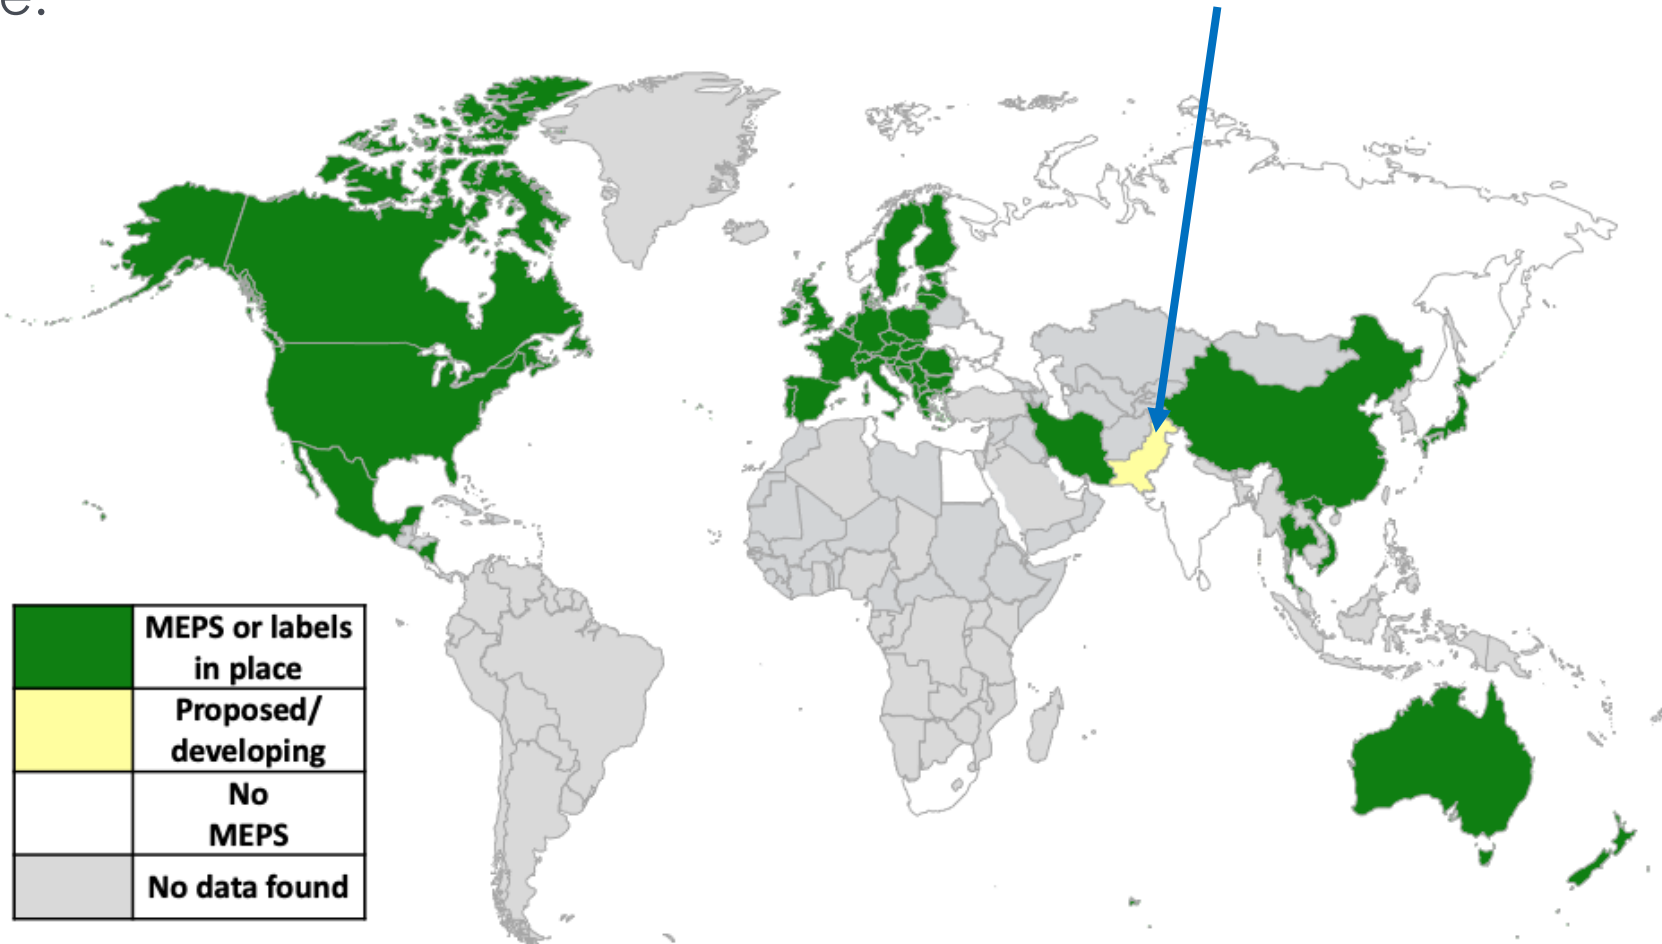 e.
MEPS or labels
in place
Proposed/
developing
No
MEPS
No data found